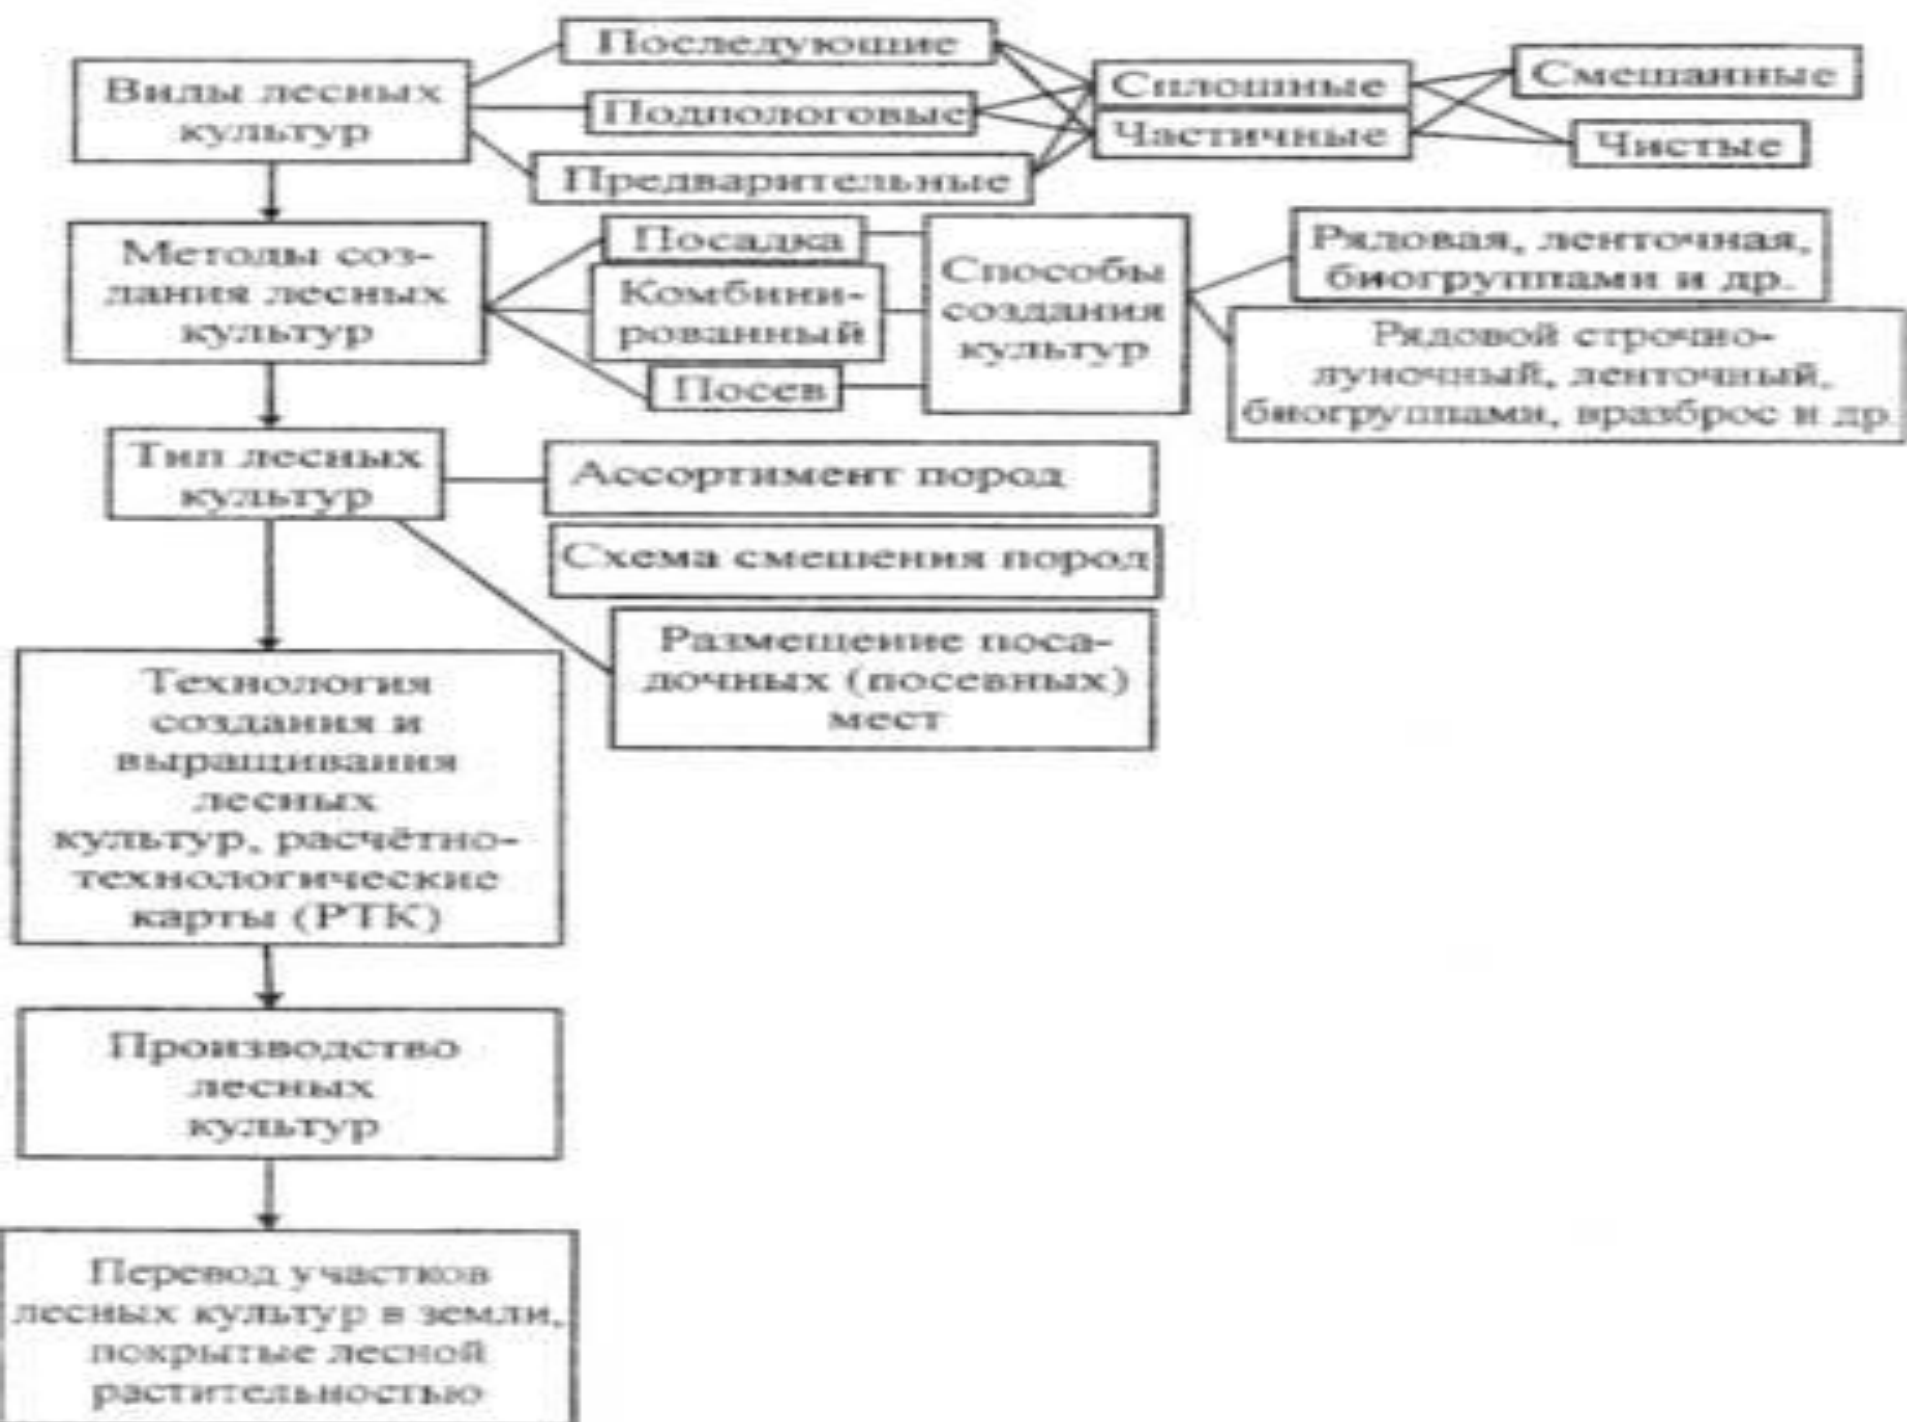 Виды лесных
культур
Последующие
Подпологовые
Предварительные
Сплошные
Частичные
Смешанные
Чистые
Методы соз-
дания лесных
культур
Посадка
Комбини-
рованный
Посев
Способы
создания
культур
Рядовая, ленточная,
биогруппами и др.
Рядовой строчно-
луночный, ленточный,
биогруппами, вразброс и др
Тип лесных
культур
Ассортимент пород
Схема смешения пород
Размещение поса-
дочных (посевных)
мест
Технология
создания и
выращивания
лесных
культур, расчётно-
технологические
карты (РТК)
Производство
лесных
культур
Перевод участков
лесных культур в земли,
покрытые лесной
растительностью